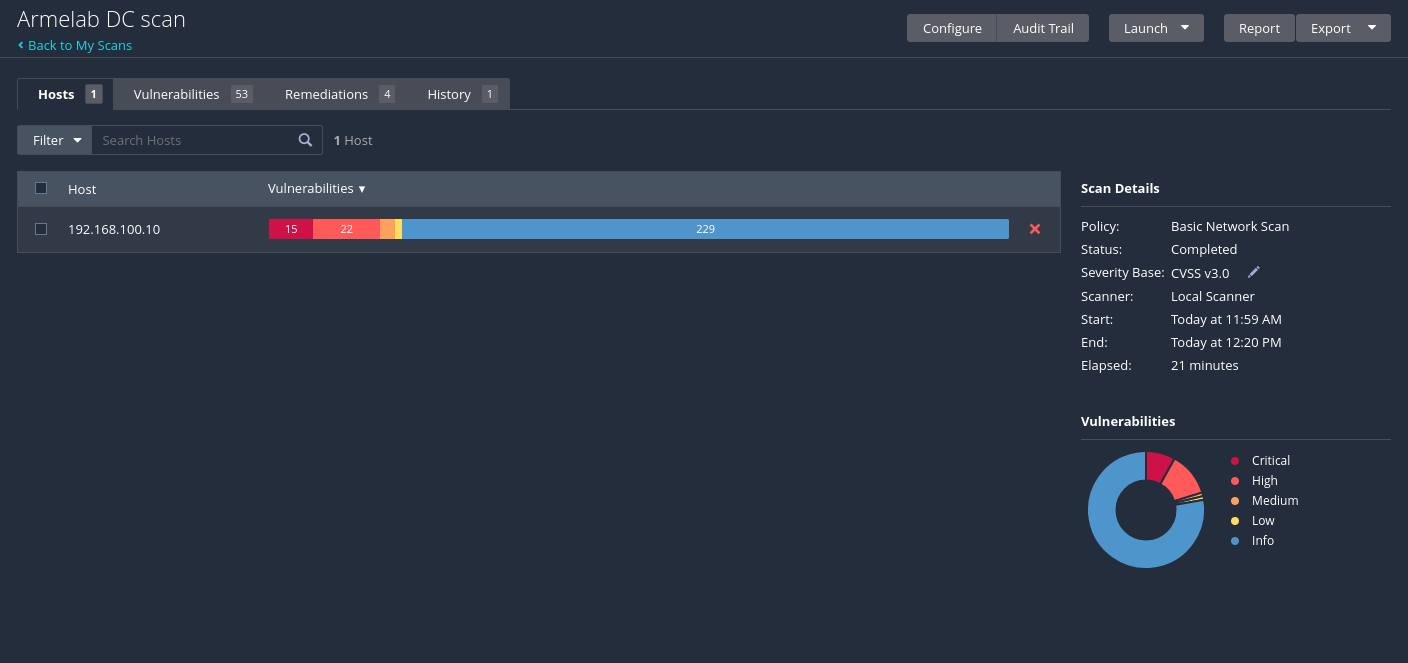 Armelab DC scan
Back to My Scans
Configure Audit Trail Launch Report Export
Hosts 1 Vulnerabilities 53 Remediations 4 History 1
Filter Search Hosts 1 Host
Host Vulnerabilities
192.168.100.10 15 22 229
Scan Details
Policy: Basic Network Scan
Status: Completed
Severity Base: CVSS v3.0
Scanner: Local Scanner
Start: Today at 11:59 AM
End: Today at 12:20 PM
Elapsed: 21 minutes
Vulnerabilities
Critical
High
Medium
Low
Info